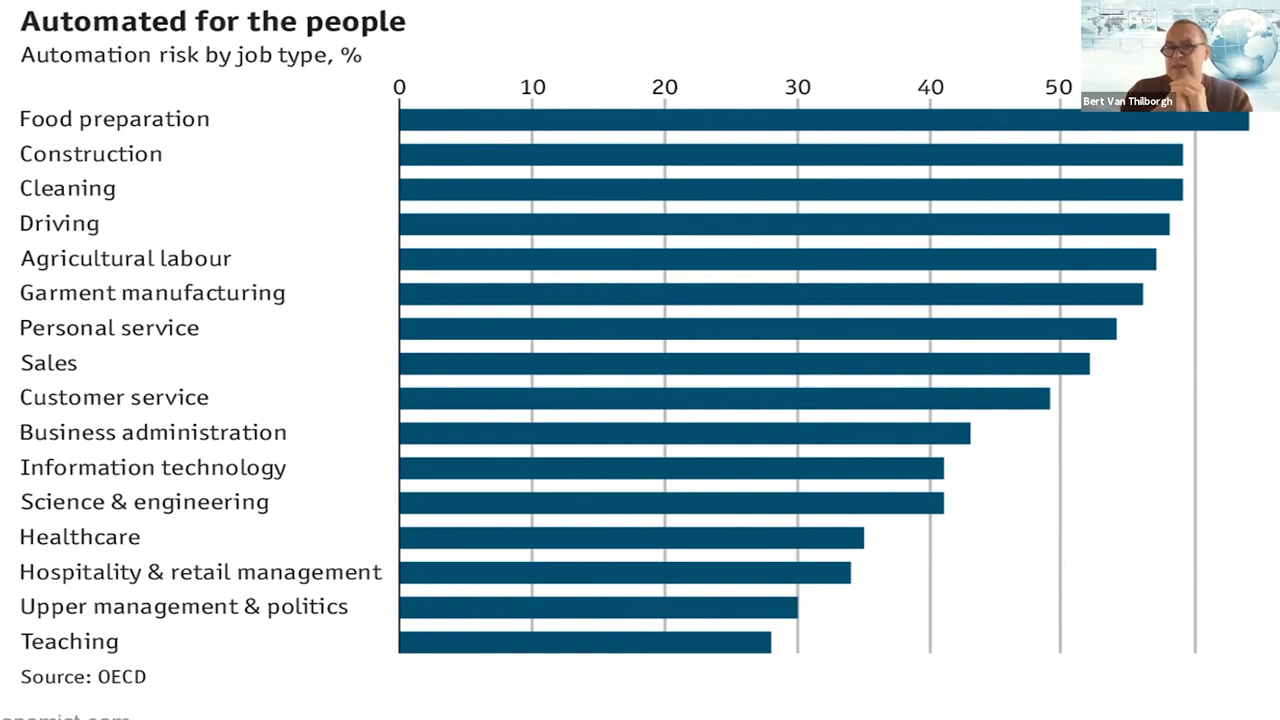 Automated for the people
Automation risk by job type, %
0 10 20 30 40 50
Bert Van Thilborgh
Food preparation
Construction
Cleaning
Driving
Agricultural labour
Garment manufacturing
Personal service
Sales
Customer service
Business administration
Information technology
Science & engineering
Healthcare
Hospitality & retail management
Upper management & politics
Teaching
Source: OECD